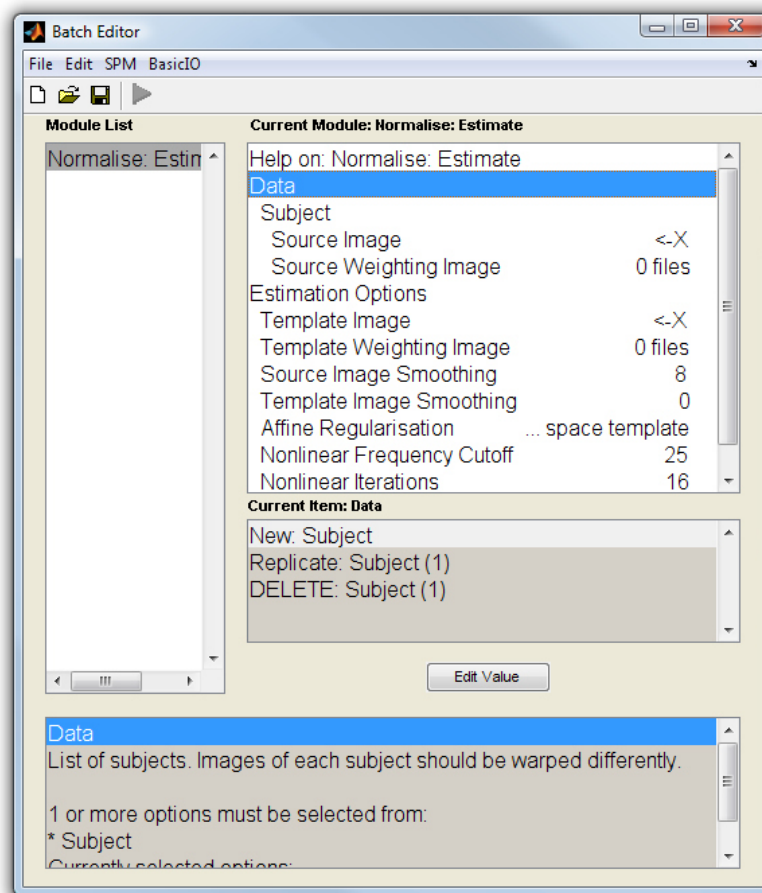 Batch Editor
File Edit SPM BasicIO
Module List
Normalise: Estim
Current Module: Normalise: Estimate
Help on: Normalise: Estimate
Data
Subject
Source Image <-X
Source Weighting Image 0 files
Estimation Options
Template Image <-X
Template Weighting Image 0 files
Source Image Smoothing 8
Template Image Smoothing 0
Affine Regularisation ... space template
Nonlinear Frequency Cutoff 25
Nonlinear Iterations 16
Current Item: Data
New: Subject
Replicate: Subject (1)
DELETE: Subject (1)
Edit Value
Data
List of subjects. Images of each subject should be warped differently.
1 or more options must be selected from:
* Subject
Currently selected options: